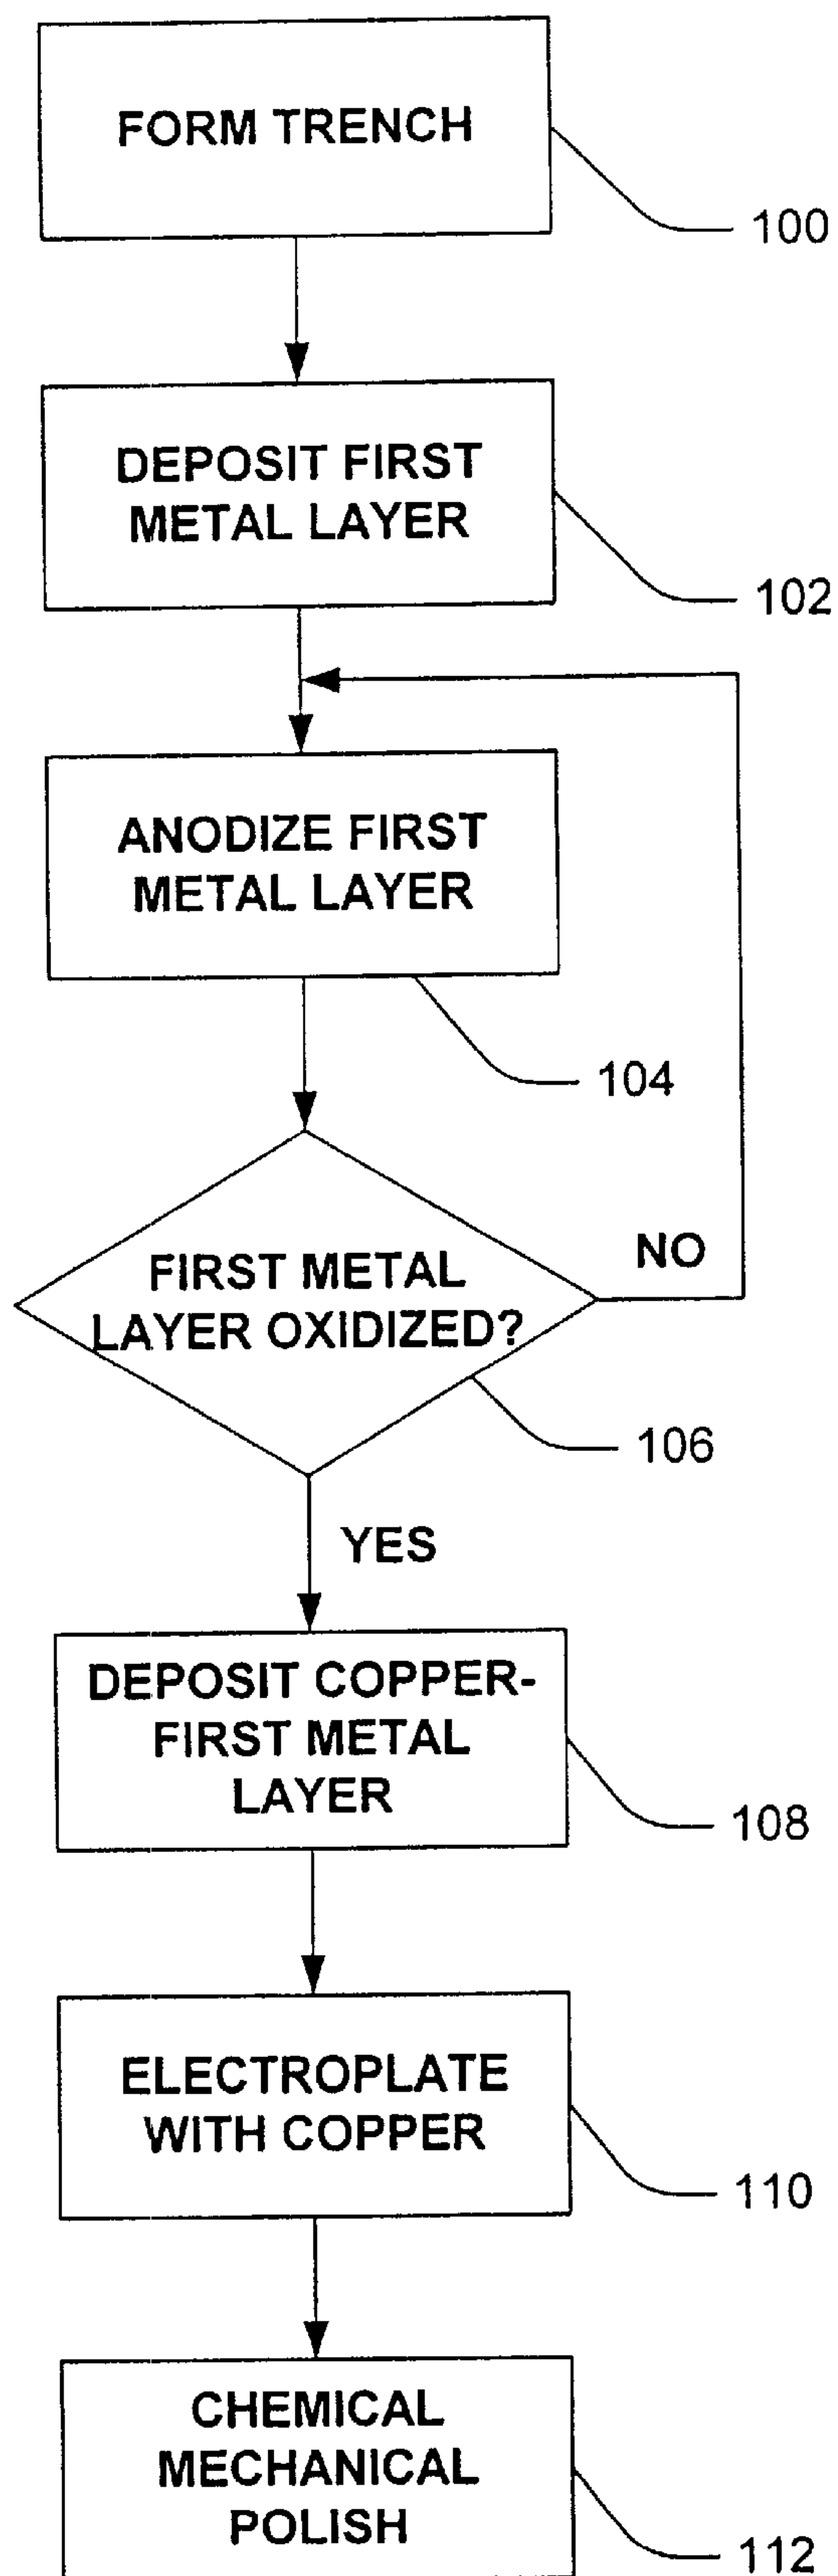 FORM TRENCH
100
DEPOSIT FIRST
METAL LAYER
102
ANODIZE FIRST
METAL LAYER
104
FIRST METAL
LAYER OXIDIZED?
NO
106
YES
DEPOSIT COPPER-
FIRST METAL
LAYER
108
ELECTROPLATE
WITH COPPER
110
CHEMICAL
MECHANICAL
POLISH
112